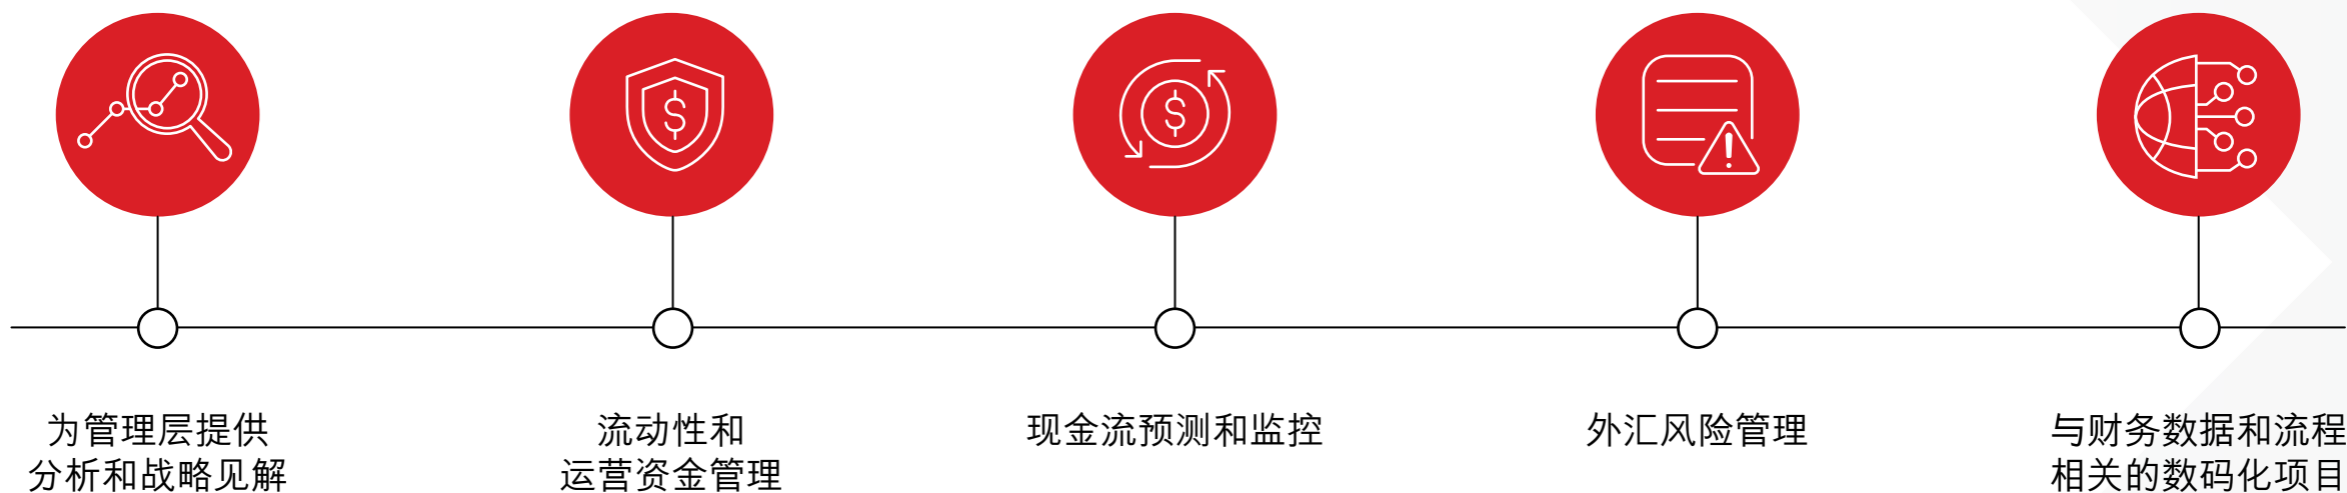 为管理层提供
分析和战略见解
流动性和
运营资金管理
现金流预测和监控
外汇风险管理
与财务数据和流程
相关的数码化项目